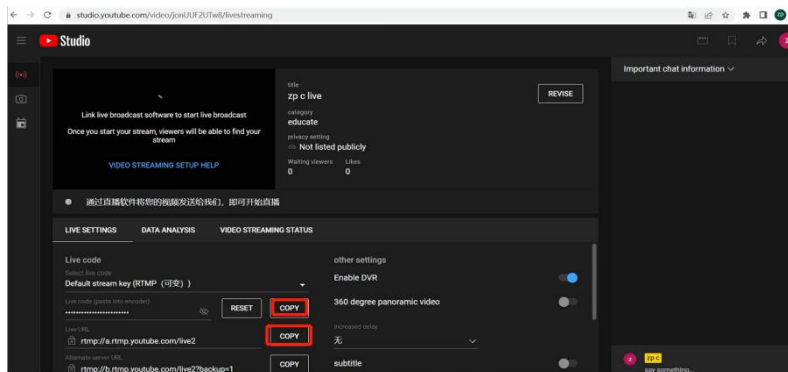 studio.youtube.com/video/jonUUF2UTwB/livestreaming
zp
Studio
Important chat information
Link live broadcast software to start live broadcast
Once you start your stream, viewers will be able to find your
stream
VIDEO STREAMING SETUP HELP
title
zp c live
REVISE
category
educate
privacy setting
Not listed publicly
Waiting viewers Likes
0 0
通过直播软件将您的视频发送给我们，即可开始直播
LIVE SETTINGS DATA ANALYSIS VIDEO STREAMING STATUS
Live code
Select live code
Default stream key (RTMP（可变）)
Live code (paste into encoder)
RESET COPY
Live URL
rtmp://a.rtmp.youtube.com/live2
COPY
Alternate server URL
rtmp://b.rtmp.youtube.com/live2?backup=1
COPY
other settings
Enable DVR
360 degree panoramic video
increased delay
无
subtitle
z
zp c
say something...